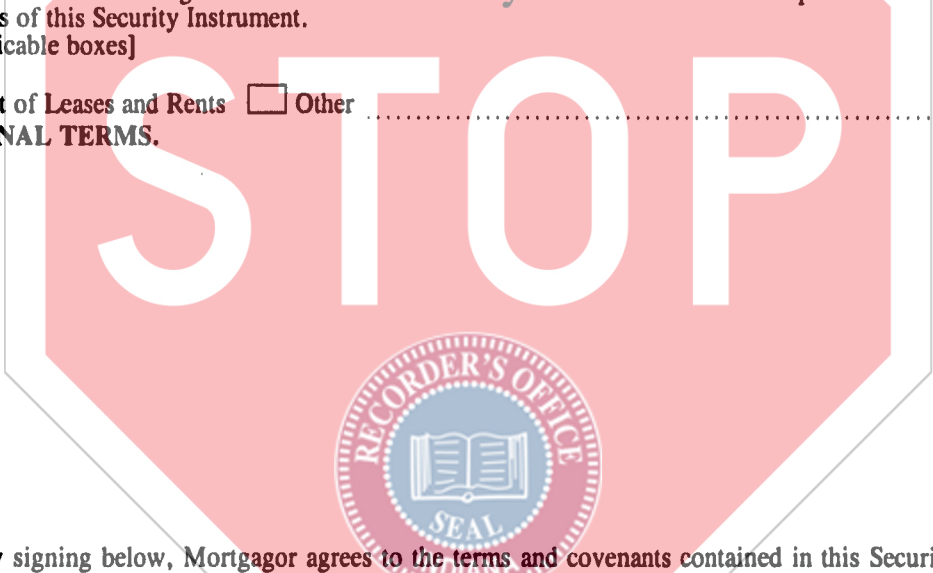 s of this Security Instrument.
icable boxes]
t of Leases and Rents Other
NAL TERMS.
STOP
RECORDER'S OFFICE
SEAL
signing below, Mortgagor agrees to the terms and covenants contained in this Securi